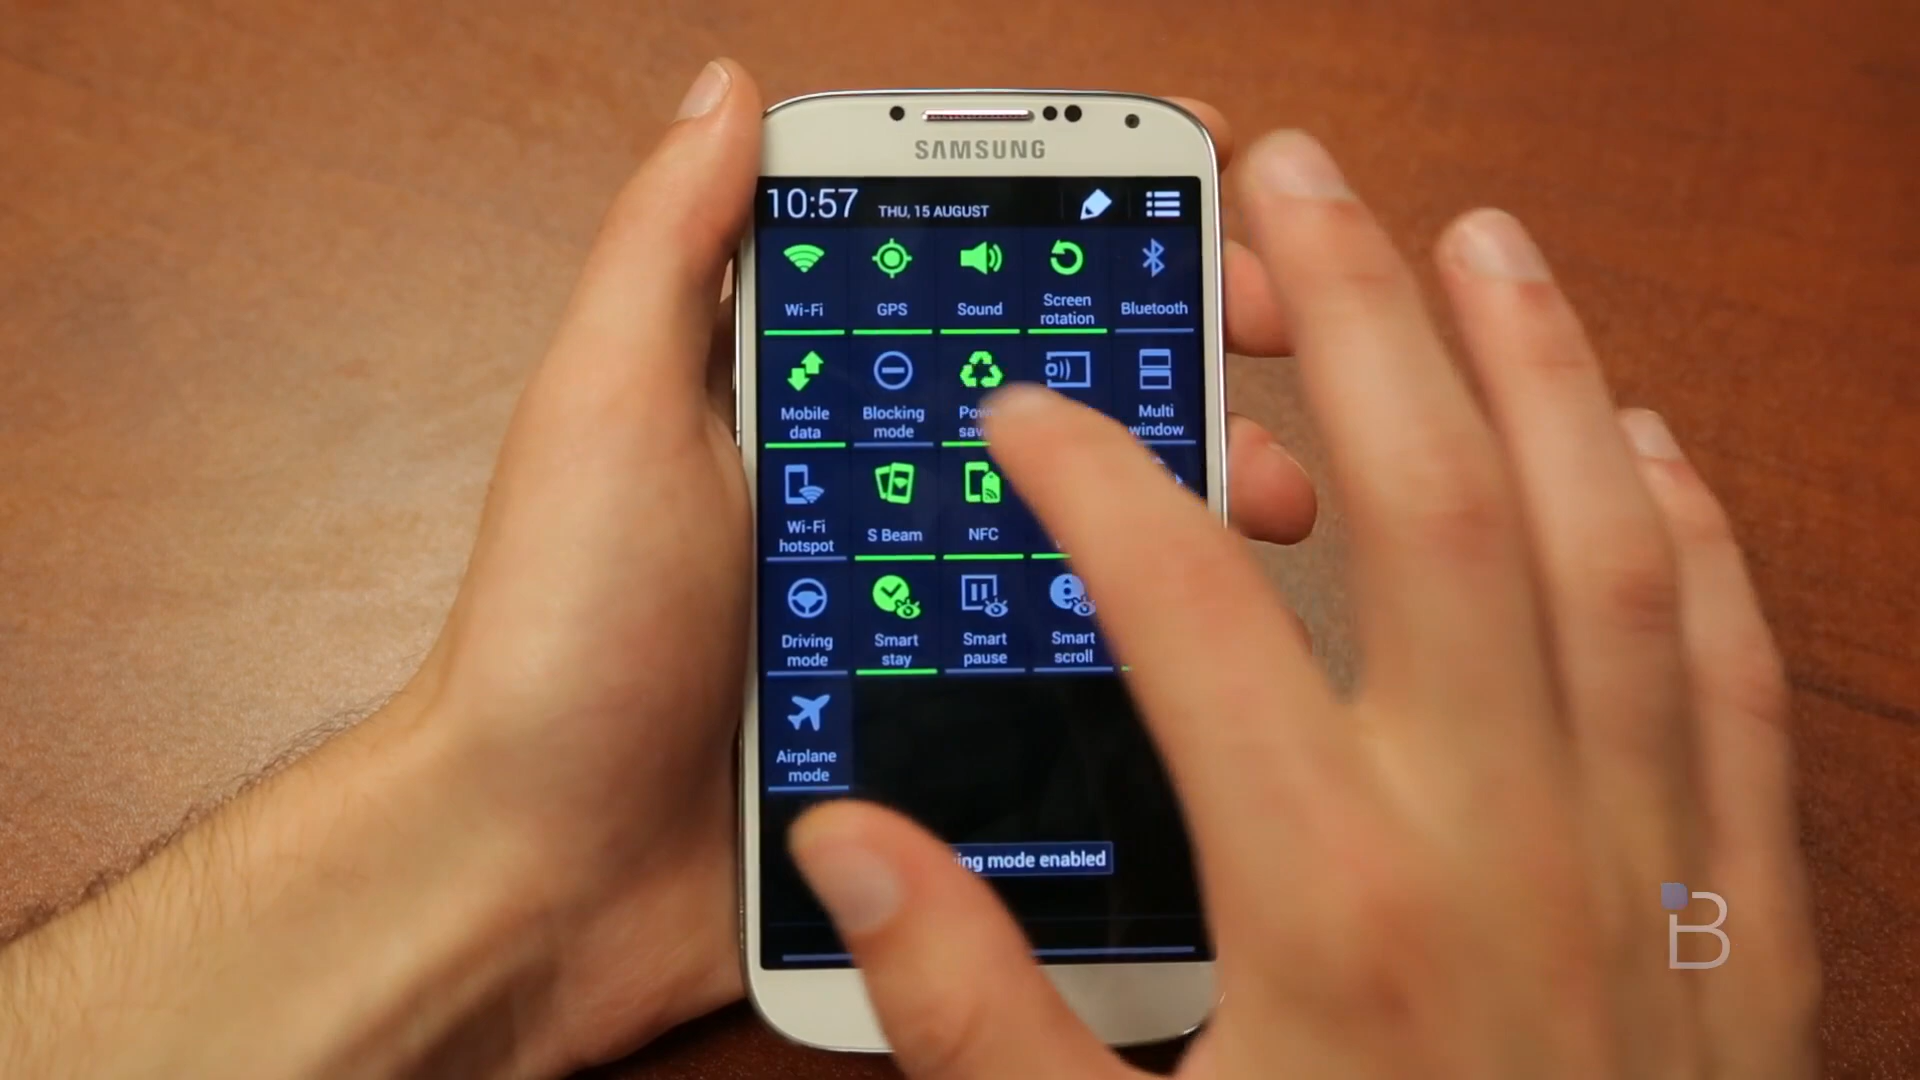 SAMSUNG
10:57 THU, 15 AUGUST
Wi-Fi GPS Sound Screen rotation Bluetooth
Mobile data Blocking mode Multi window
Wi-Fi hotspot S Beam NFC
Driving mode Smart stay Smart pause Smart scroll
Airplane mode
mode enabled
B